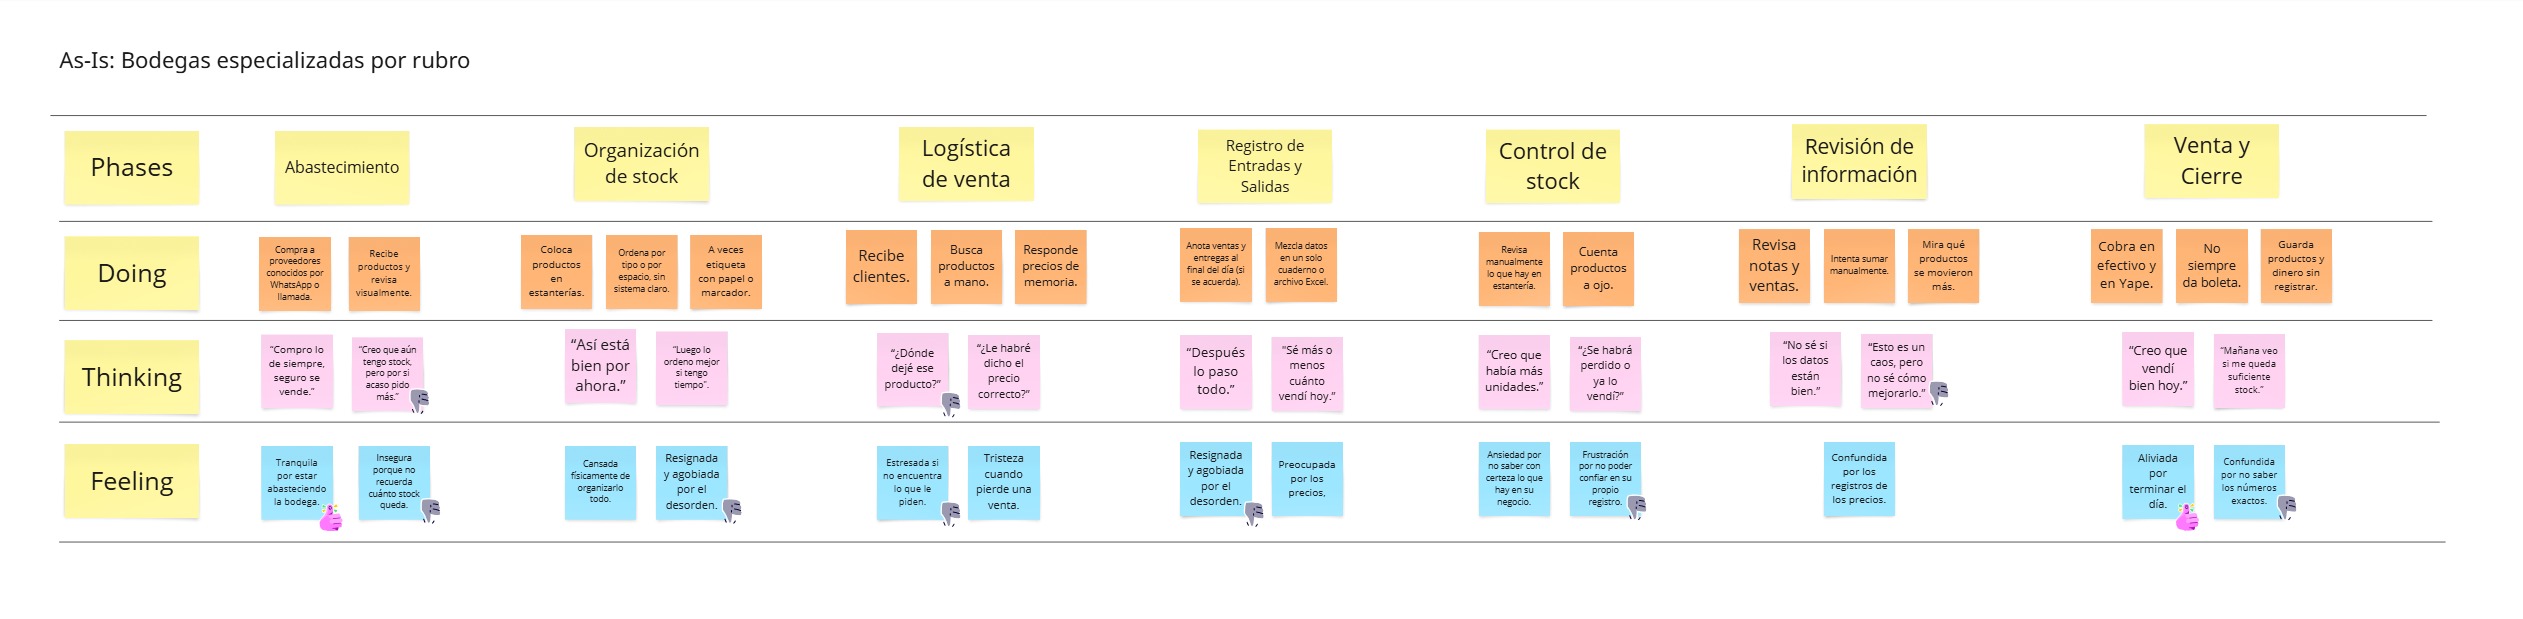 As-Is: Bodegas especializadas por rubro
Phases
Abastecimiento
Organización
de stock
Logística
de venta
Registro de
Entradas y
Salidas
Control de
stock
Revisión de
información
Venta y
Cierre
Doing
Compra a
proveedores
conocidos por
WhatsApp o
llamada.
Recibe
productos y
revisa
visualmente.
Coloca
productos
en
estanterías.
Ordena por
tipo o por
espacio, sin
sistema claro.
A veces
etiqueta
con papel o
marcador.
Recibe
clientes.
Busca
productos
a mano.
Responde
precios de
memoria.
Anota ventas y
entregas al
final del día (si
se acuerda).
Mezcla datos
en un solo
cuaderno o
archivo Excel.
Revisa
manualmente
lo que hay en
estantería.
Cuenta
productos
a ojo.
Revisa
notas y
ventas.
Intenta sumar
manualmente.
Mira qué
productos
se movieron
más.
Cobra en
efectivo y
en Yape.
No
siempre
da boleta.
Guarda
productos y
dinero sin
registrar.
Thinking
"Compro lo
de siempre,
seguro se
vende."
"Creo que aún
tengo stock,
pero por si
acaso pido
más."
“Así está
bien por
ahora.”
"Luego lo
ordeno mejor
si tengo
tiempo".
“¿Dónde
dejé ese
producto?”
“¿Le habré
dicho el
precio
correcto?”
“Después
lo paso
todo.”
"Sé más o
menos
cuánto
vendí hoy.”
“Creo que
había más
unidades.”
“¿Se habrá
perdido o
ya lo
vendí?”
“No sé si
los datos
están
bien.”
“Esto es un
caos, pero
no sé cómo
mejorarlo.”
“Creo que
vendí
bien hoy.”
“Mañana veo
si me queda
suficiente
stock.”
Feeling
Tranquila
por estar
abasteciendo
la bodega.
Insegura
porque no
recuerda
cuánto stock
queda.
Cansada
físicamente de
organizarlo
todo.
Resignada
y agobiada
por el
desorden.
Estresada si
no encuentra
lo que le
piden.
Tristeza
cuando
pierde una
venta.
Resignada
y agobiada
por el
desorden.
Preocupada
por los
precios,
Ansiedad por
no saber con
certeza lo que
hay en su
negocio.
Frustración
por no poder
confiar en su
propio
registro.
Confundida
por los
registros de
los precios.
Aliviada
por
terminar el
día.
Confundida
por no saber
los números
exactos.